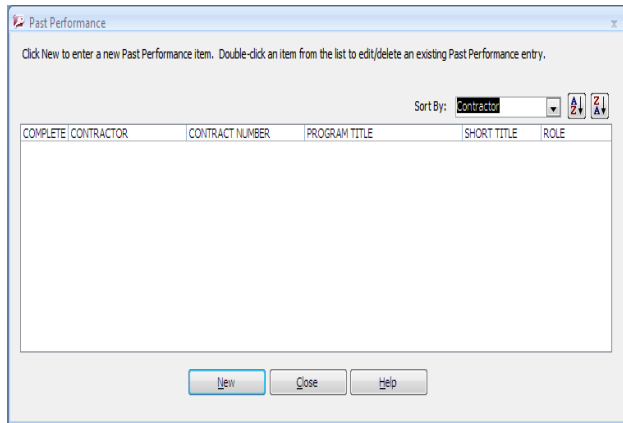 Past Performance
Click New to enter a new Past Performance item. Double-click an item from the list to edit/delete an existing Past Performance entry.
Sort By: Contractor
COMPLETE CONTRACTOR CONTRACT NUMBER PROGRAM TITLE SHORT TITLE ROLE
New Close Help